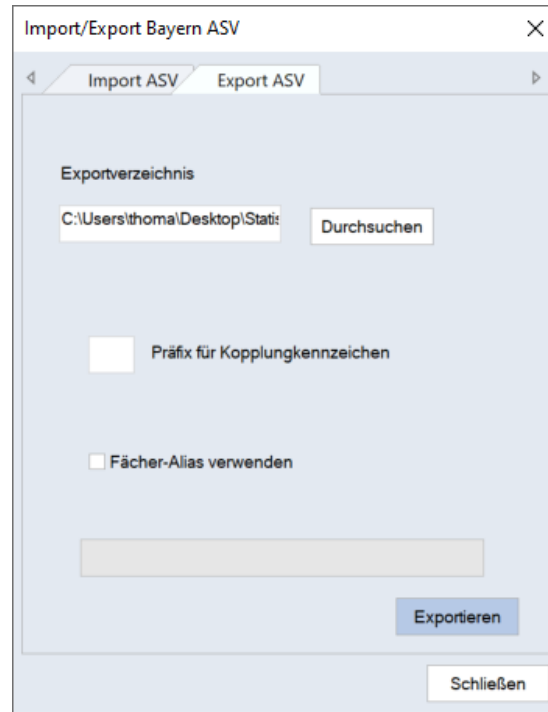 Import/Export Bayern ASV
Import ASV
Export ASV
Exportverzeichnis
C:\Users\thoma\Desktop\Statis
Durchsuchen
Präfix für Kopplungkennzeichen
Fächer-Alias verwenden
Exportieren
Schließen